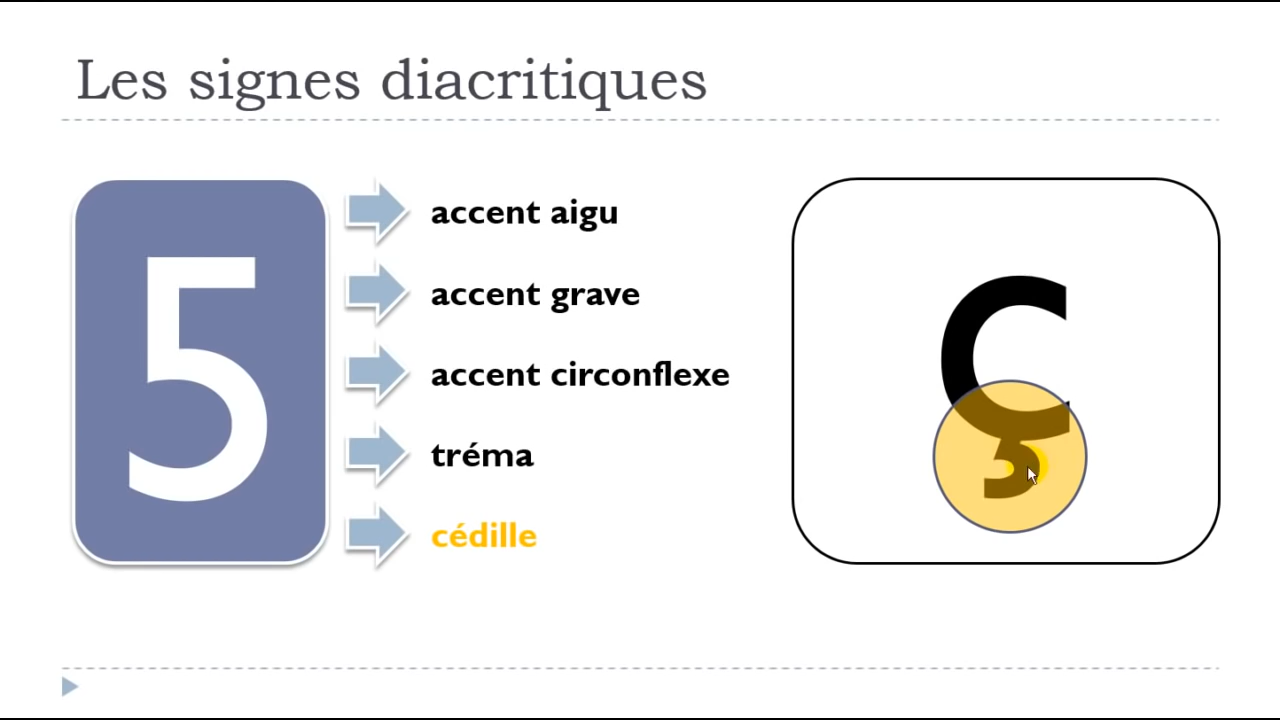 Les signes diacritiques
5
accent aigu
accent grave
accent circonflexe
tréma
cédille
ç